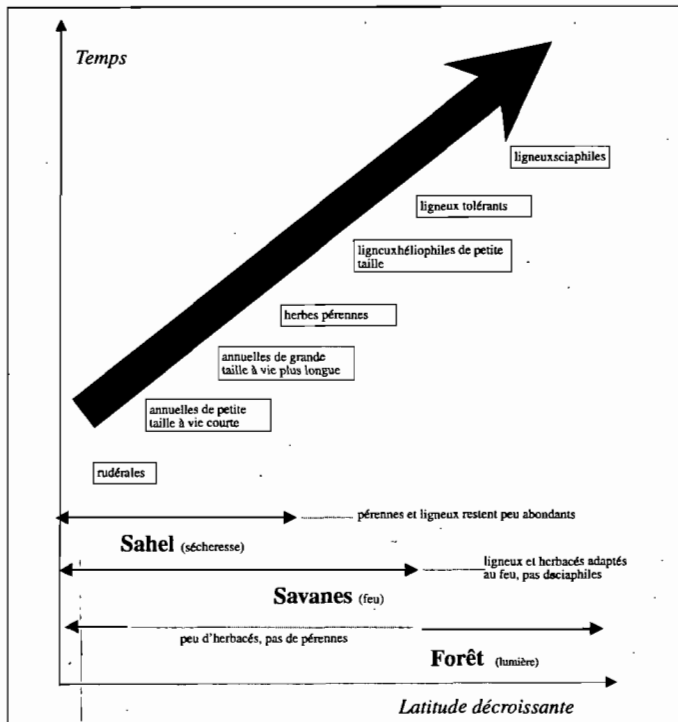 Temps
ligneuxsciaphiles
ligneux tolérants
ligneuxhéliophiles de petite
taille
herbes pérennes
annuelles de grande
taille à vie plus longue
annuelles de petite
taille à vie courte
rudérales
pérennes et ligneux restent peu abondants
Sahel (sécheresse)
ligneux et herbacés adaptés
au feu, pas dsciaphiles
Savanes (feu)
peu d'herbacés, pas de pérennes
Forêt (lumière)
Latitude décroissante